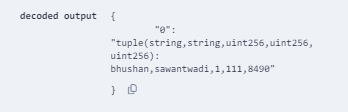 decoded output {
"0":
"tuple(string,string,uint256,uint256,
uint256):
bhushan,sawantwadi,1,111,8490"
}